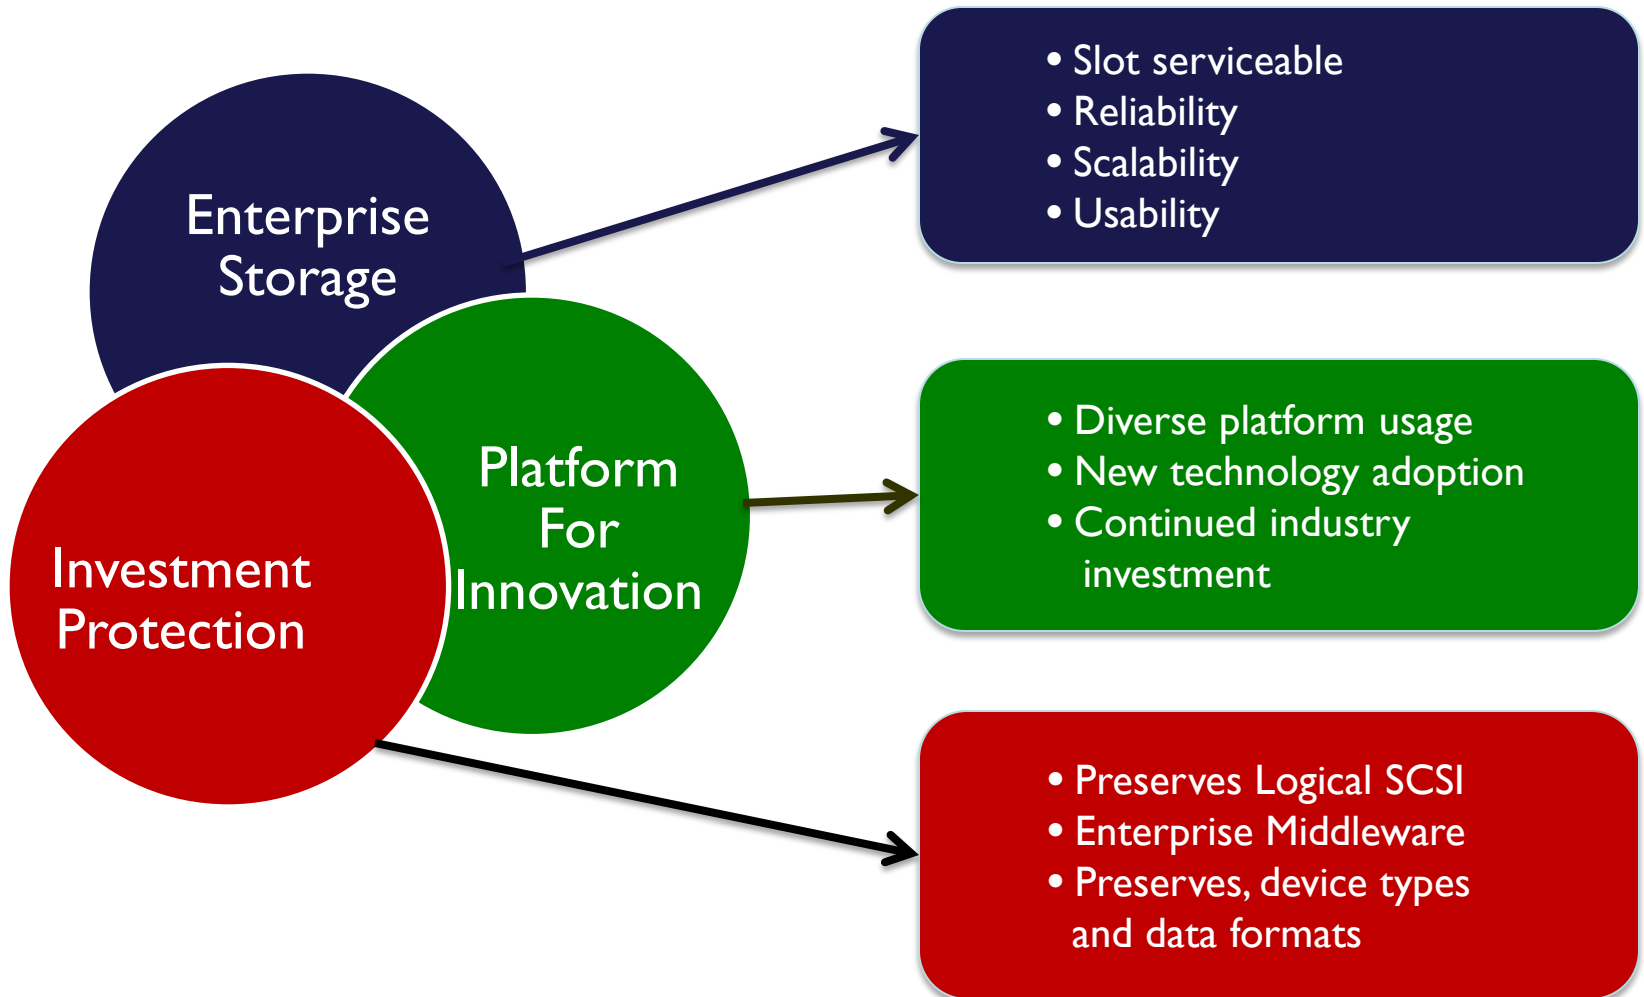 Enterprise
Storage
Platform
For
Innovation
Investment
Protection
• Slot serviceable
• Reliability
• Scalability
• Usability
• Diverse platform usage
• New technology adoption
• Continued industry
investment
• Preserves Logical SCSI
• Enterprise Middleware
• Preserves, device types
and data formats